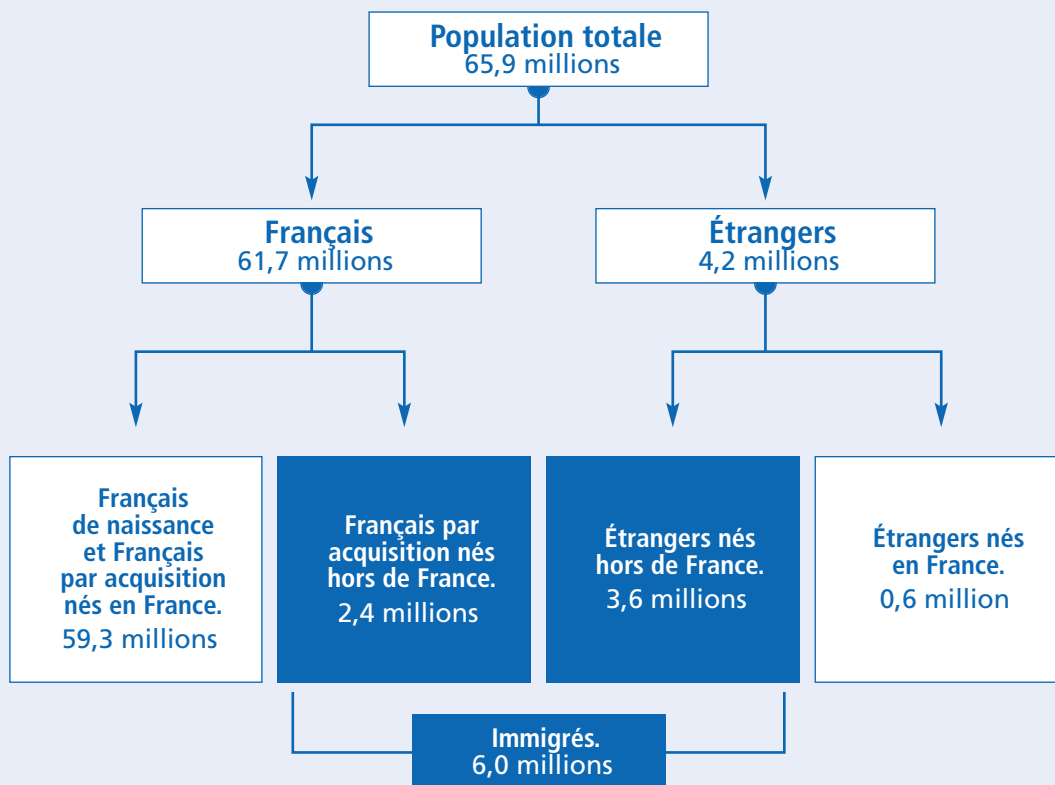 Population totale
65,9 millions
Français
61,7 millions
Étrangers
4,2 millions
Français
de naissance
et Français
par acquisition
nés en France.
59,3 millions
Français par
acquisition nés
hors de France.
2,4 millions
Étrangers nés
hors de France.
3,6 millions
Étrangers nés
en France.
0,6 million
Immigrés.
6,0 millions